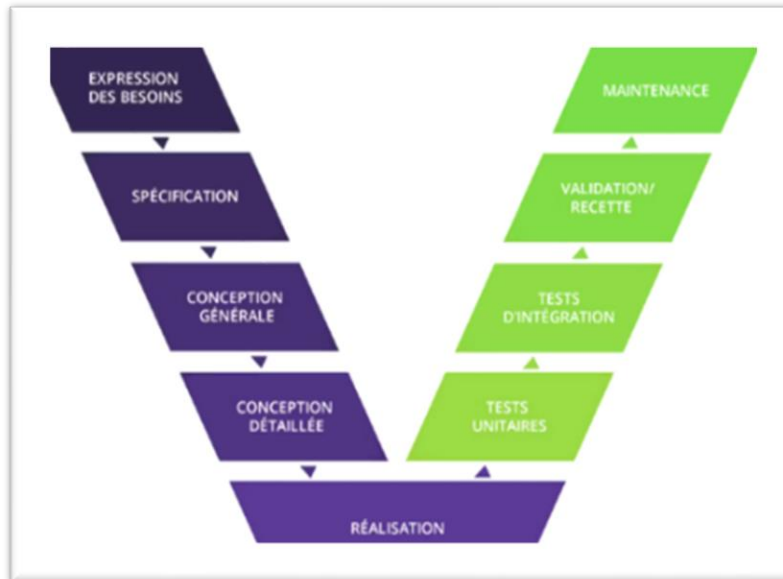 EXPRESSION
DES BESOINS
SPÉCIFICATION
CONCEPTION
GÉNÉRALE
CONCEPTION
DÉTAILLÉE
RÉALISATION
TESTS
UNITAIRES
TESTS
D'INTÉGRATION
VALIDATION/
RECETTE
MAINTENANCE